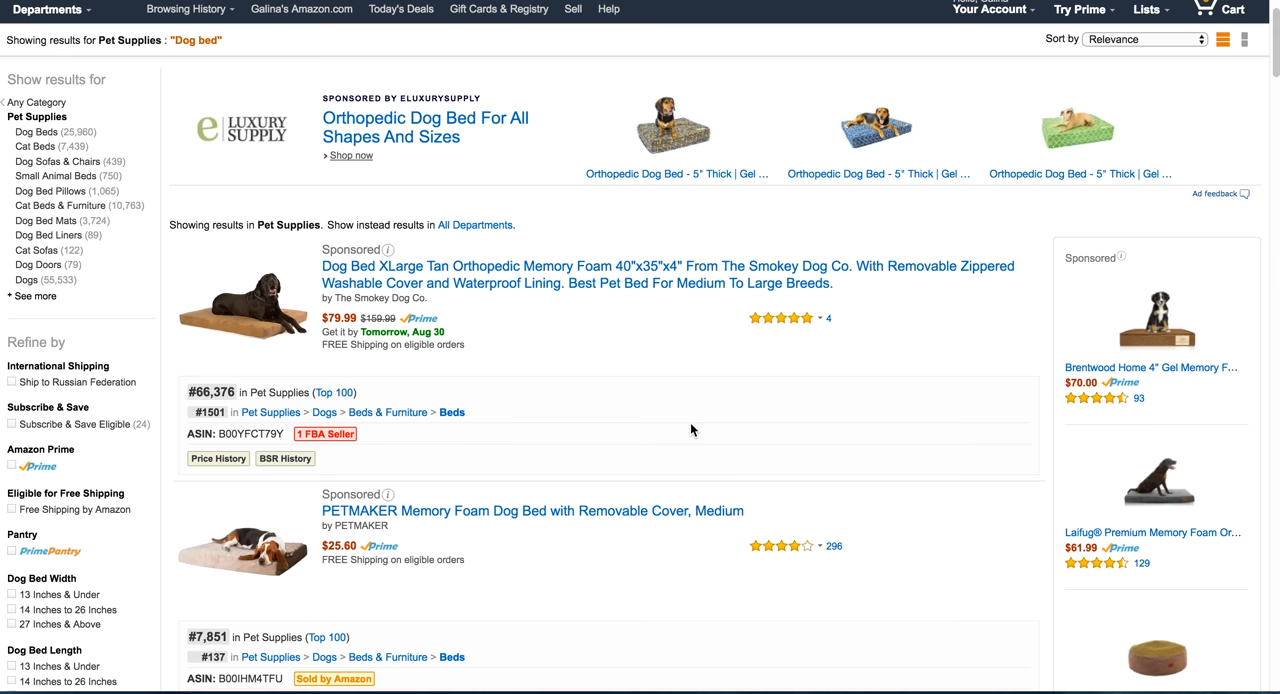 Departments
Browsing History
Galina's Amazon.com
Today's Deals
Gift Cards & Registry
Sell
Help
Your Account
Try Prime
Lists
Cart
Showing results for Pet Supplies : "Dog bed"
Sort by Relevance
Show results for
Any Category
Pet Supplies
Dog Beds (25,960)
Cat Beds (7,439)
Dog Sofas & Chairs (439)
Small Animal Beds (750)
Dog Bed Pillows (1,065)
Cat Beds & Furniture (10,763)
Dog Bed Mats (3,724)
Dog Bed Liners (89)
Cat Sofas (122)
Dog Doors (79)
Dogs (55,533)
+ See more
Refine by
International Shipping
Ship to Russian Federation
Subscribe & Save
Subscribe & Save Eligible (24)
Amazon Prime
Prime
Eligible for Free Shipping
Free Shipping by Amazon
Pantry
PrimePantry
Dog Bed Width
13 Inches & Under
14 Inches to 26 Inches
27 Inches & Above
Dog Bed Length
13 Inches & Under
14 Inches to 26 Inches
e LUXURY SUPPLY
SPONSORED BY ELUXURYSUPPLY
Orthopedic Dog Bed For All
Shapes And Sizes
› Shop now
Orthopedic Dog Bed - 5" Thick | Gel ...
Orthopedic Dog Bed - 5" Thick | Gel ...
Orthopedic Dog Bed - 5" Thick | Gel ...
Ad feedback
Showing results in Pet Supplies. Show instead results in All Departments.
Sponsored
Dog Bed XLarge Tan Orthopedic Memory Foam 40"x35"x4" From The Smokey Dog Co. With Removable Zippered
Washable Cover and Waterproof Lining. Best Pet Bed For Medium To Large Breeds.
by The Smokey Dog Co.
$79.99 $159.99 Prime
4
Get it by Tomorrow, Aug 30
FREE Shipping on eligible orders
#66,376 in Pet Supplies (Top 100)
#1501 in Pet Supplies > Dogs > Beds & Furniture > Beds
ASIN: B00YFCT79Y 1 FBA Seller
Price History BSR History
Sponsored
PETMAKER Memory Foam Dog Bed with Removable Cover, Medium
by PETMAKER
$25.60 Prime
296
FREE Shipping on eligible orders
#7,851 in Pet Supplies (Top 100)
#137 in Pet Supplies > Dogs > Beds & Furniture > Beds
ASIN: B00IHM4TFU Sold by Amazon
Sponsored
Brentwood Home 4" Gel Memory F...
$70.00 Prime
93
Laifug® Premium Memory Foam Or...
$61.99 Prime
129